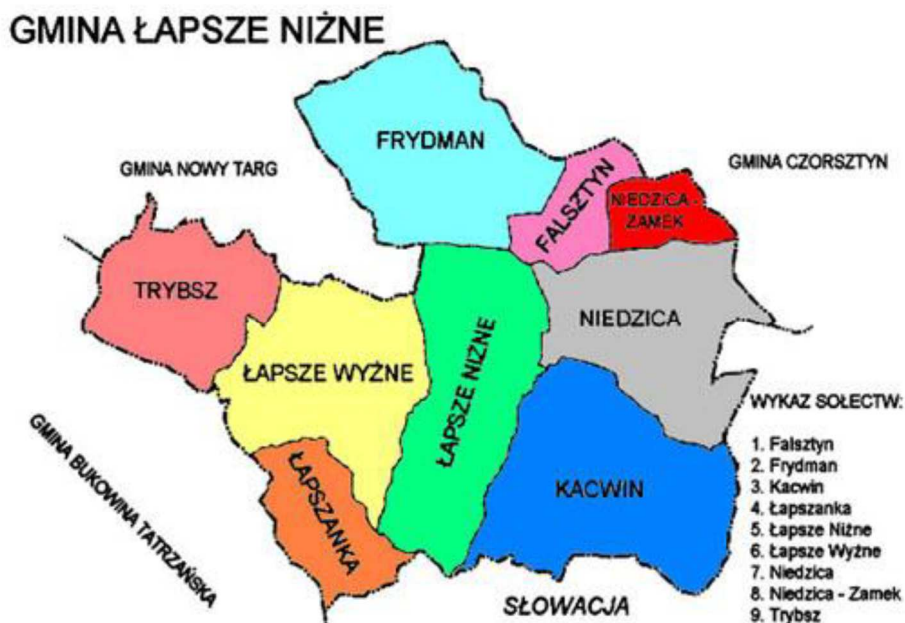 GMINA ŁAPSZE NIŻNE
FRYDMAN
GMINA NOWY TARG
FALSZTYN
GMINA CZORSZTYN
NIEDZICA -
ZAMEK
TRYBSZ
NIEDZICA
ŁAPSZE WYŻNE
ŁAPSZE NIŻNE
GMINA BUKOWINA TATRZAŃSKA
ŁAPSZANKA
KACWIN
SŁOWACJA
WYKAZ SOŁECTW:
1. Falsztyn
2. Frydman
3. Kacwin
4. Łapszanka
5. Łapsze Niżne
6. Łapsze Wyżne
7. Niedzica
8. Niedzica - Zamek
9. Trybsz